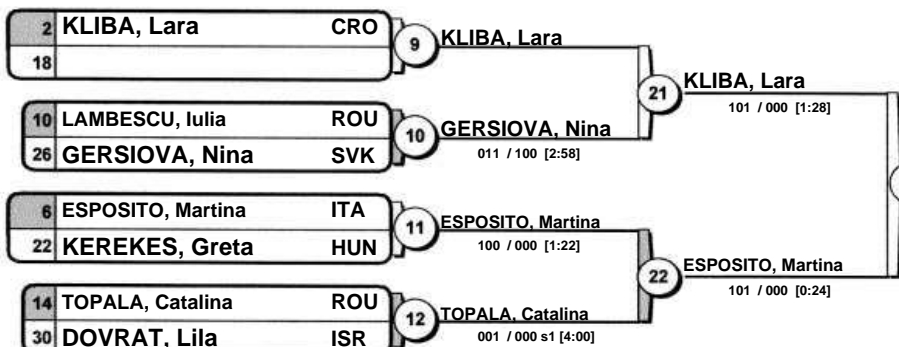 2 KLIBA, Lara CRO
18
9
KLIBA, Lara
10 LAMBESCU, Iulia ROU
26 GERSIOVA, Nina SVK
10
GERSIOVA, Nina
011 / 100 [2:58]
21
KLIBA, Lara
101 / 000 [1:28]
6 ESPOSITO, Martina ITA
22 KEREKES, Greta HUN
11
ESPOSITO, Martina
100 / 000 [1:22]
14 TOPALA, Catalina ROU
30 DOVRAT, Lila ISR
12
TOPALA, Catalina
001 / 000 s1 [4:00]
22
ESPOSITO, Martina
101 / 000 [0:24]